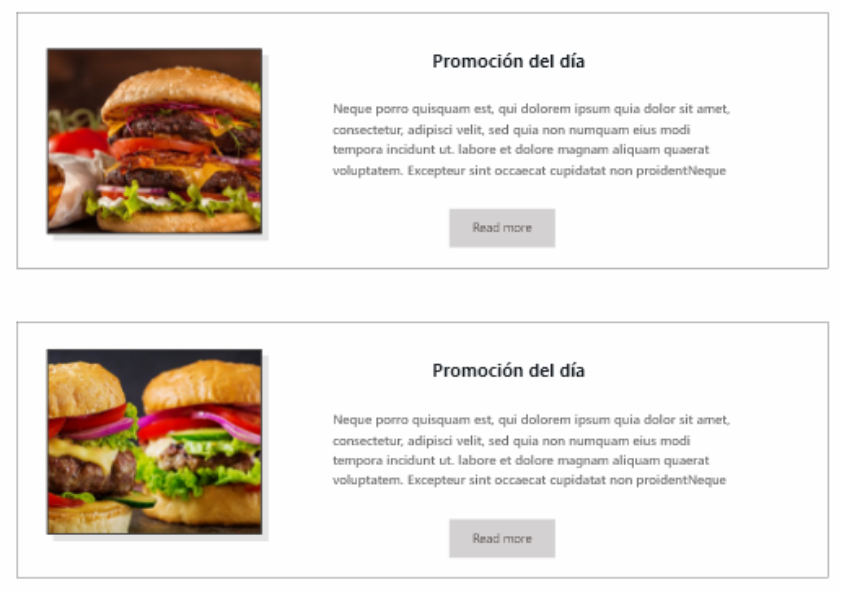 Promoción del día
Neque porro quisquam est, qui dolorem ipsum quia dolor sit amet,
consectetur, adipisci velit, sed quia non numquam eius modi
tempora incidunt ut. labore et dolore magnam aliquam quaerat
voluptatem. Excepteur sint occaecat cupidatat non proidentNeque
Read more
Promoción del día
Neque porro quisquam est, qui dolorem ipsum quia dolor sit amet,
consectetur, adipisci velit, sed quia non numquam eius modi
tempora incidunt ut. labore et dolore magnam aliquam quaerat
voluptatem. Excepteur sint occaecat cupidatat non proidentNeque
Read more